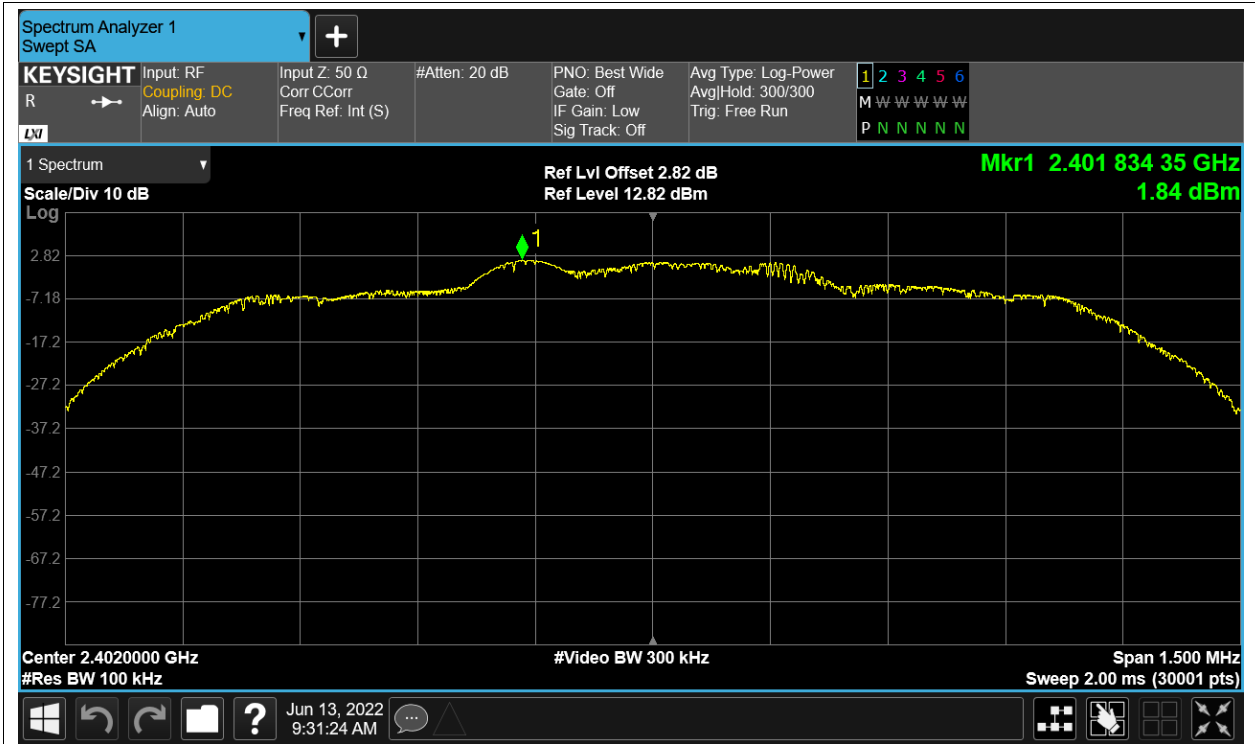 Spectrum Analyzer 1
Swept SA
KEYSIGHT
R
LXI
Input: RF
Coupling: DC
Align: Auto
Input Z: 50 Ω
Corr CCorr
Freq Ref: Int (S)
#Atten: 20 dB
PNO: Best Wide
Gate: Off
IF Gain: Low
Sig Track: Off
Avg Type: Log-Power
Avg|Hold: 300/300
Trig: Free Run
1 2 3 4 5 6
M W W W W W
P N N N N N
1 Spectrum
Scale/Div 10 dB
Log
Ref Lvl Offset 2.82 dB
Ref Level 12.82 dBm
Mkr1 2.401 834 35 GHz
1.84 dBm
1
2.82
-7.18
-17.2
-27.2
-37.2
-47.2
-57.2
-67.2
-77.2
Center 2.4020000 GHz
#Res BW 100 kHz
#Video BW 300 kHz
Span 1.500 MHz
Sweep 2.00 ms (30001 pts)
?
Jun 13, 2022
9:31:24 AM